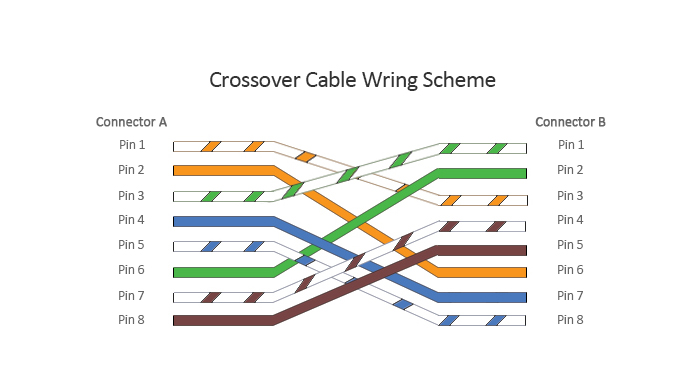 Crossover Cable Wring Scheme
Connector A
Connector B
Pin 1
Pin 1
Pin 2
Pin 2
Pin 3
Pin 3
Pin 4
Pin 4
Pin 5
Pin 5
Pin 6
Pin 6
Pin 7
Pin 7
Pin 8
Pin 8